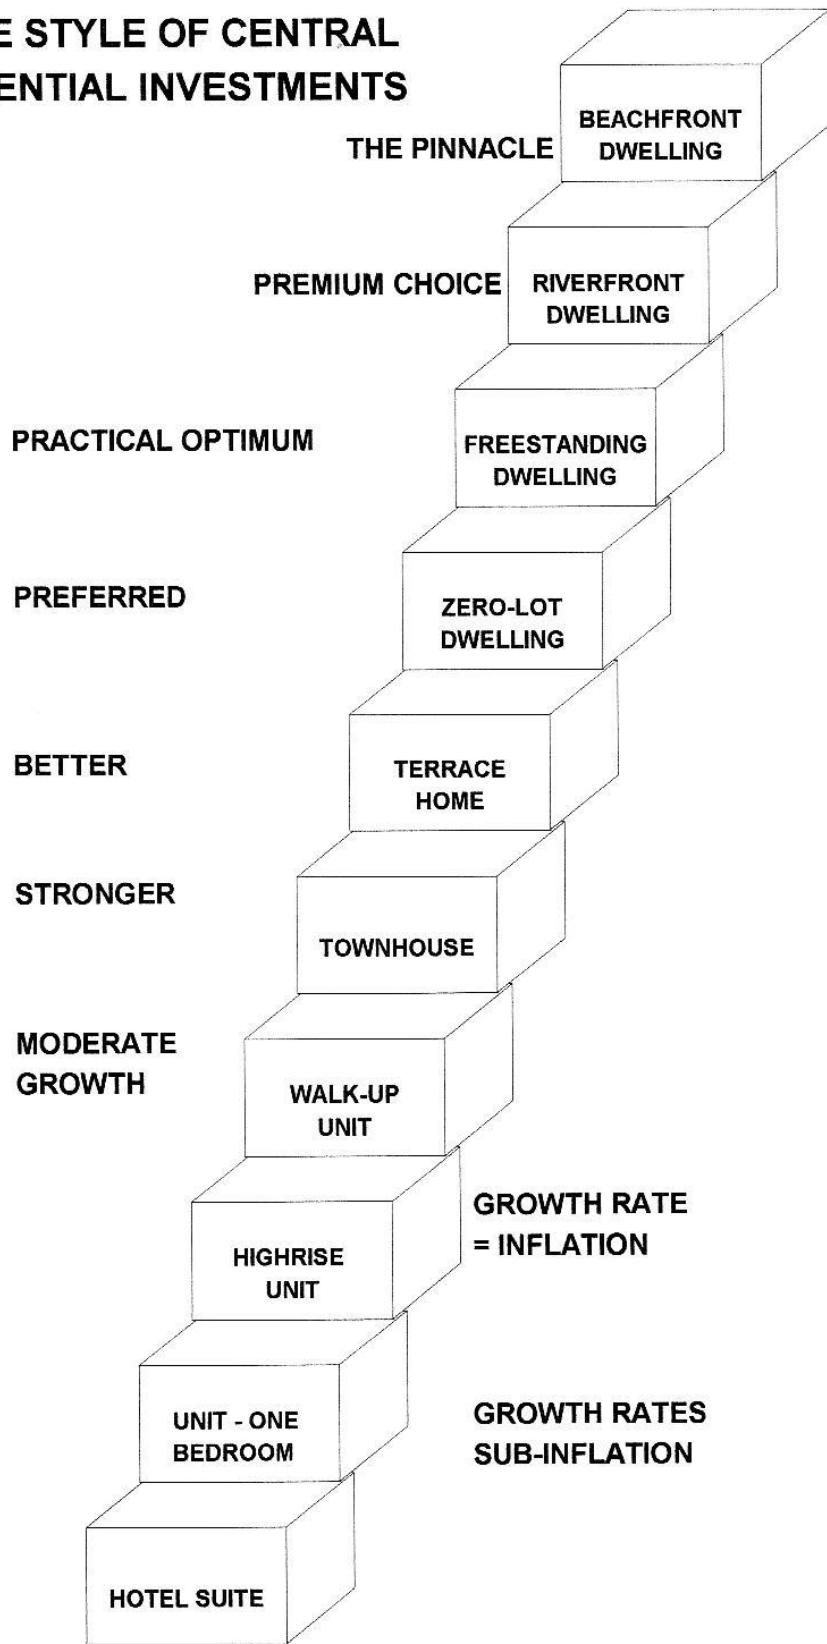 E STYLE OF CENTRAL
ENTIAL INVESTMENTS
BEACHFRONT
DWELLING
THE PINNACLE
PREMIUM CHOICE
RIVERFRONT
DWELLING
PRACTICAL OPTIMUM
FREESTANDING
DWELLING
PREFERRED
ZERO-LOT
DWELLING
BETTER
TERRACE
HOME
STRONGER
TOWNHOUSE
MODERATE
GROWTH
WALK-UP
UNIT
GROWTH RATE
= INFLATION
HIGHRISE
UNIT
GROWTH RATES
SUB-INFLATION
UNIT - ONE
BEDROOM
HOTEL SUITE